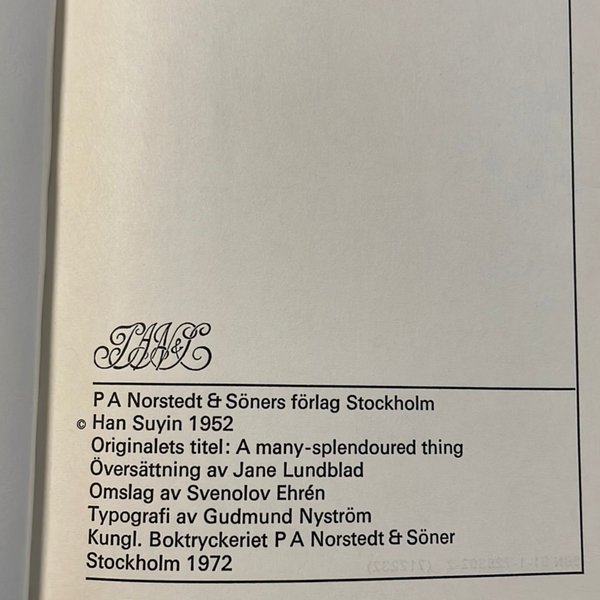 PAN&S
P A Norstedt & Söners förlag Stockholm
© Han Suyin 1952
Originalets titel: A many-splendoured thing
Översättning av Jane Lundblad
Omslag av Svenolov Ehrén
Typografi av Gudmund Nyström
Kungl. Boktryckeriet P A Norstedt & Söner
Stockholm 1972